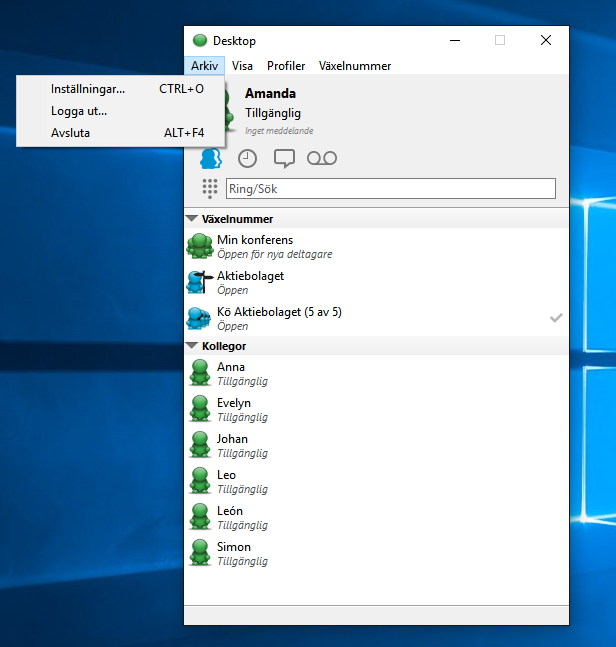 Desktop
Arkiv Visa Profiler Växelnummer
Inställningar... CTRL+O
Logga ut...
Avsluta ALT+F4
Amanda
Tillgänglig
Inget meddelande
Ring/Sök
Växelnummer
Min konferens
Öppen för nya deltagare
Aktiebolaget
Öppen
Kö Aktiebolaget (5 av 5)
Öppen
Kollegor
Anna
Tillgänglig
Evelyn
Tillgänglig
Johan
Tillgänglig
Leo
Tillgänglig
León
Tillgänglig
Simon
Tillgänglig